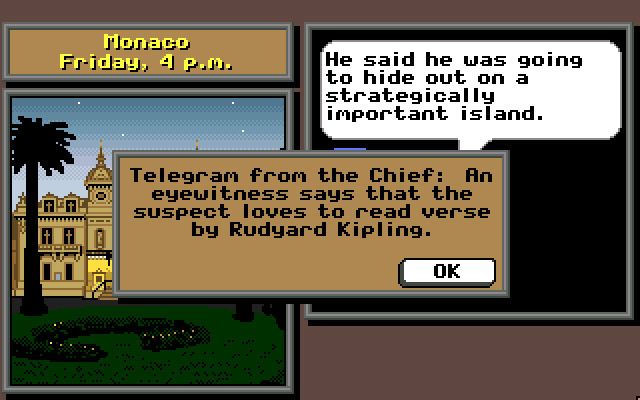 Monaco
Friday, 4 p.m.
He said he was going
to hide out on a
strategically
important island.
Telegram from the Chief:  An
eyewitness says that the
suspect loves to read verse
by Rudyard Kipling.
OK